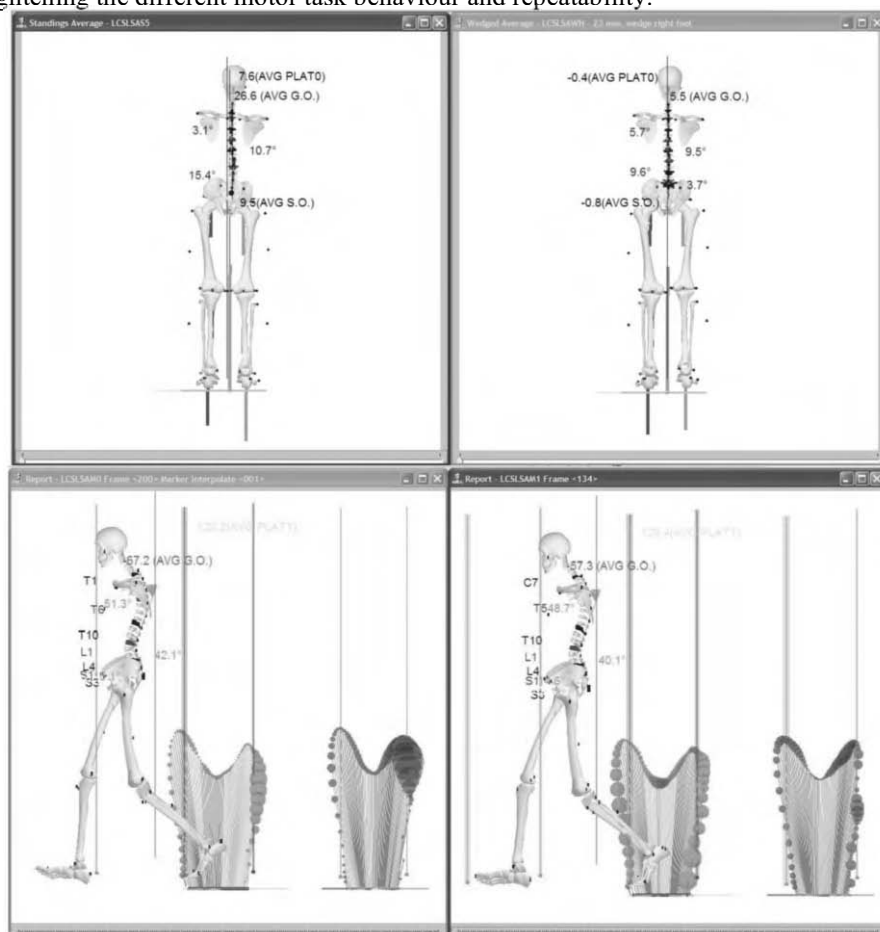 ghtening the different motor task behaviour and repeatability.
Standings Average - LCSLSAS5
7.6(AVG PLAT0)
26.6 (AVG G.O.)
3.1°
10.7°
15.4°
9.5(AVG S.O.)
Wedged Average - LCSLSAWH - 23 mm. wedge right foot
-0.4(AVG PLAT0)
5.5 (AVG G.O.)
5.7°
9.5°
9.6°
3.7°
-0.8(AVG S.O.)
Report - LCSLSAM0 Frame <200> Marker Interpolate <001>
-67.2 (AVG G.O.)
T1
51.3°
T6
T10
L1
42.1°
L4
S1
S3
Report - LCSLSAM1 Frame <134>
-57.3 (AVG G.O.)
C7
T5 48.7°
T10
L1
40.1°
L4
S1
S3